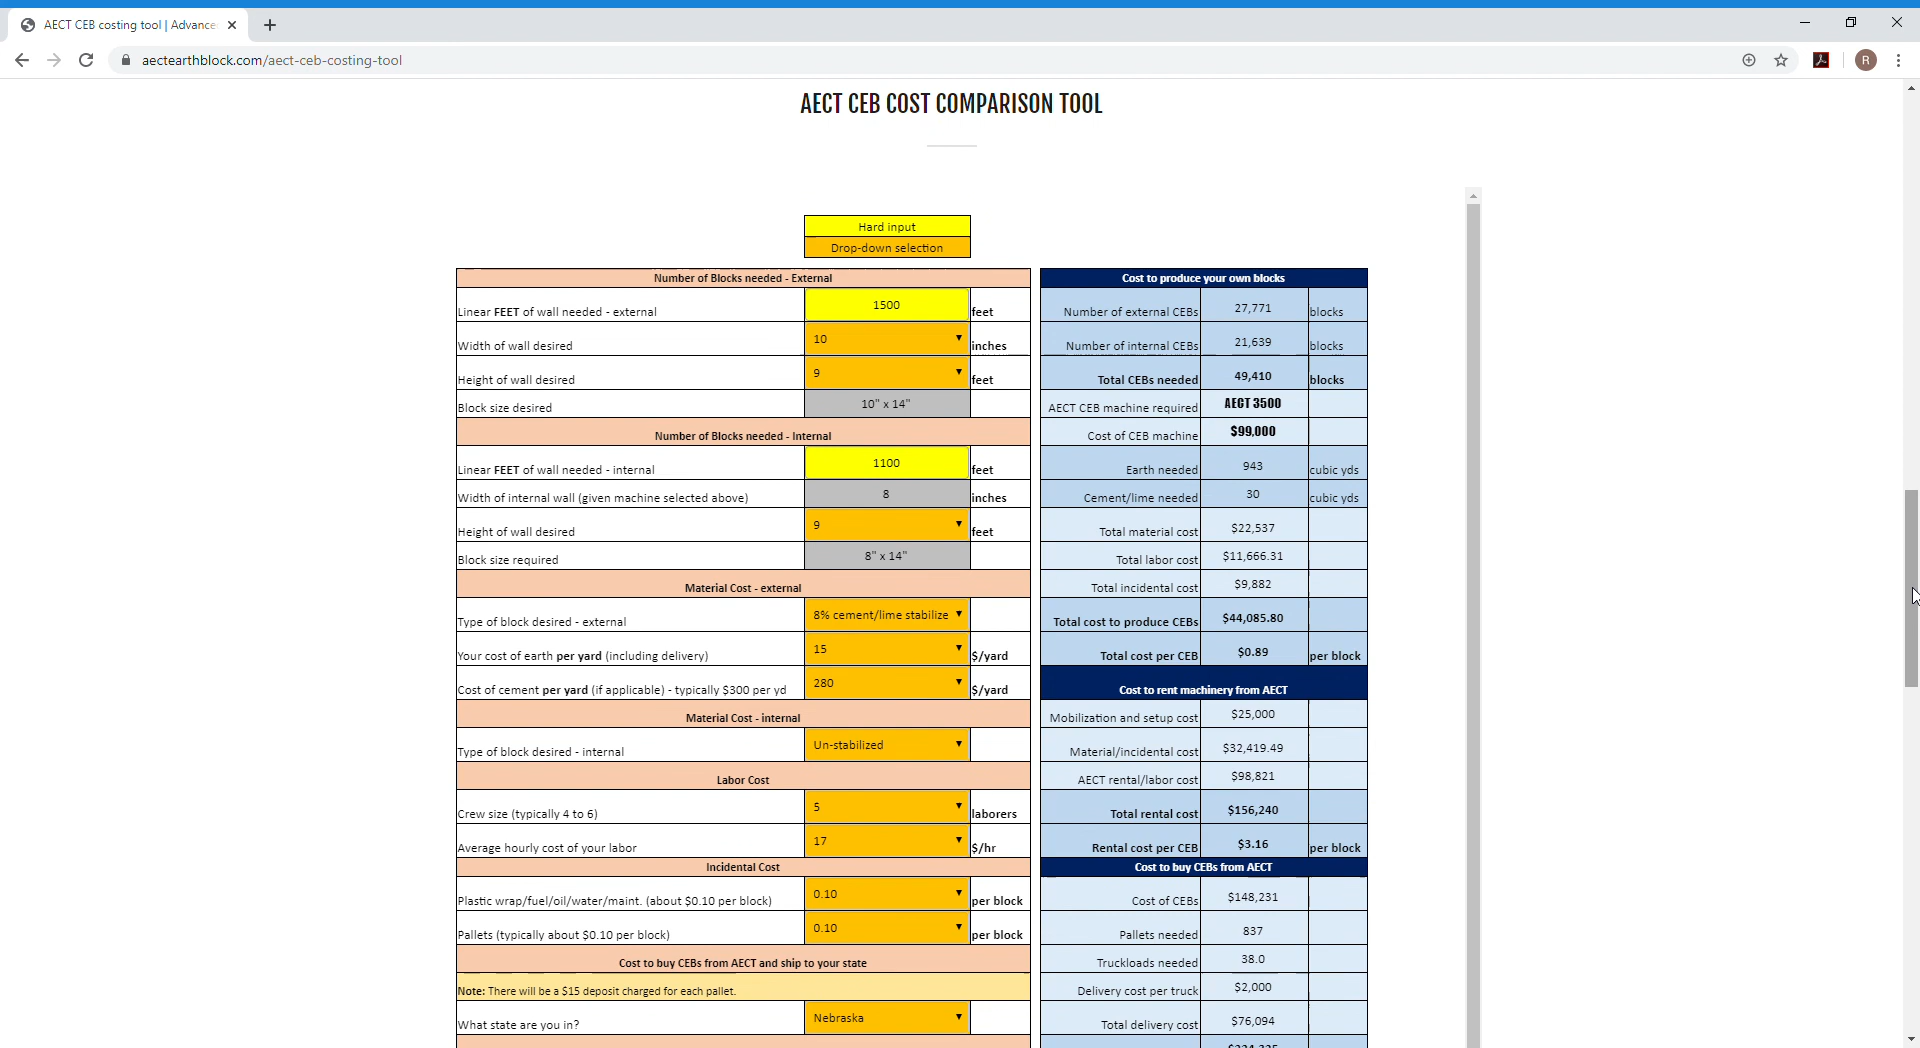 AECT CEB costing tool | Advance
aectearthblock.com/aect-ceb-costing-tool
R
AECT CEB COST COMPARISON TOOL
Hard input
Drop-down selection
Number of Blocks needed - External
Linear FEET of wall needed - external 1500 feet
Width of wall desired 10 inches
Height of wall desired 9 feet
Block size desired 10" x 14"
Number of Blocks needed - Internal
Linear FEET of wall needed - internal 1100 feet
Width of internal wall (given machine selected above) 8 inches
Height of wall desired 9 feet
Block size required 8" x 14"
Material Cost - external
Type of block desired - external 8% cement/lime stabilize
Your cost of earth per yard (including delivery) 15 $/yard
Cost of cement per yard (if applicable) - typically $300 per yd 280 $/yard
Material Cost - internal
Type of block desired - internal Un-stabilized
Labor Cost
Crew size (typically 4 to 6) 5 laborers
Average hourly cost of your labor 17 $/hr
Incidental Cost
Plastic wrap/fuel/oil/water/maint. (about $0.10 per block) 0.10 per block
Pallets (typically about $0.10 per block) 0.10 per block
Cost to buy CEBs from AECT and ship to your state
Note: There will be a $15 deposit charged for each pallet.
What state are you in? Nebraska
Cost to produce your own blocks
Number of external CEBs 27,771 blocks
Number of internal CEBs 21,639 blocks
Total CEBs needed 49,410 blocks
AECT CEB machine required AECT 3500
Cost of CEB machine $99,000
Earth needed 943 cubic yds
Cement/lime needed 30 cubic yds
Total material cost $22,537
Total labor cost $11,666.31
Total incidental cost $9,882
Total cost to produce CEBs $44,085.80
Total cost per CEB $0.89 per block
Cost to rent machinery from AECT
Mobilization and setup cost $25,000
Material/incidental cost $32,419.49
AECT rental/labor cost $98,821
Total rental cost $156,240
Rental cost per CEB $3.16 per block
Cost to buy CEBs from AECT
Cost of CEBs $148,231
Pallets needed 837
Truckloads needed 38.0
Delivery cost per truck $2,000
Total delivery cost $76,094